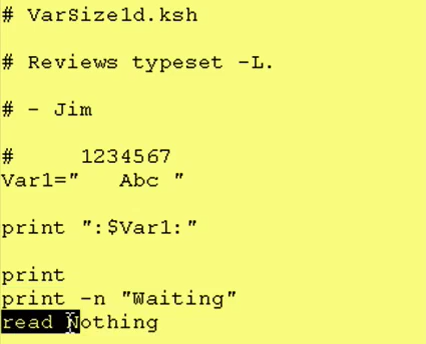 # VarSize1d.ksh
# Reviews typeset -L.
# - Jim
#     1234567
Var1="   Abc "
print ":$Var1:"
print
print -n "Waiting"
read Nothing